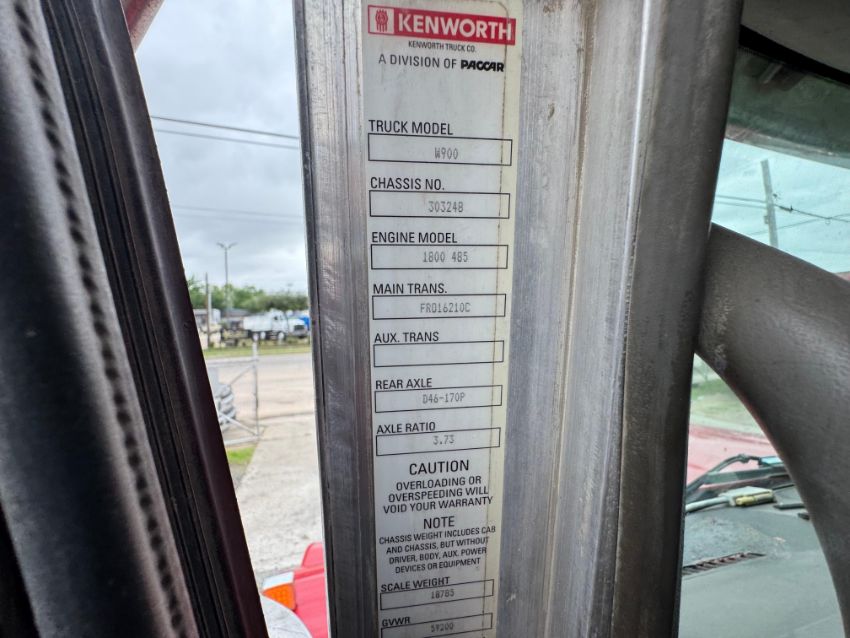 KENWORTH
KENWORTH TRUCK CO.
A DIVISION OF PACCAR
TRUCK MODEL
W900
CHASSIS NO.
303248
ENGINE MODEL
1800 485
MAIN TRANS.
FRO16210C
AUX. TRANS
REAR AXLE
D46-170P
AXLE RATIO
3.73
CAUTION
OVERLOADING OR
OVERSPEEDING WILL
VOID YOUR WARRANTY
NOTE
CHASSIS WEIGHT INCLUDES CAB
AND CHASSIS, BUT WITHOUT
DRIVER, BODY, AUX. POWER
DEVICES OR EQUIPMENT
SCALE WEIGHT
18785
GVWR
59200